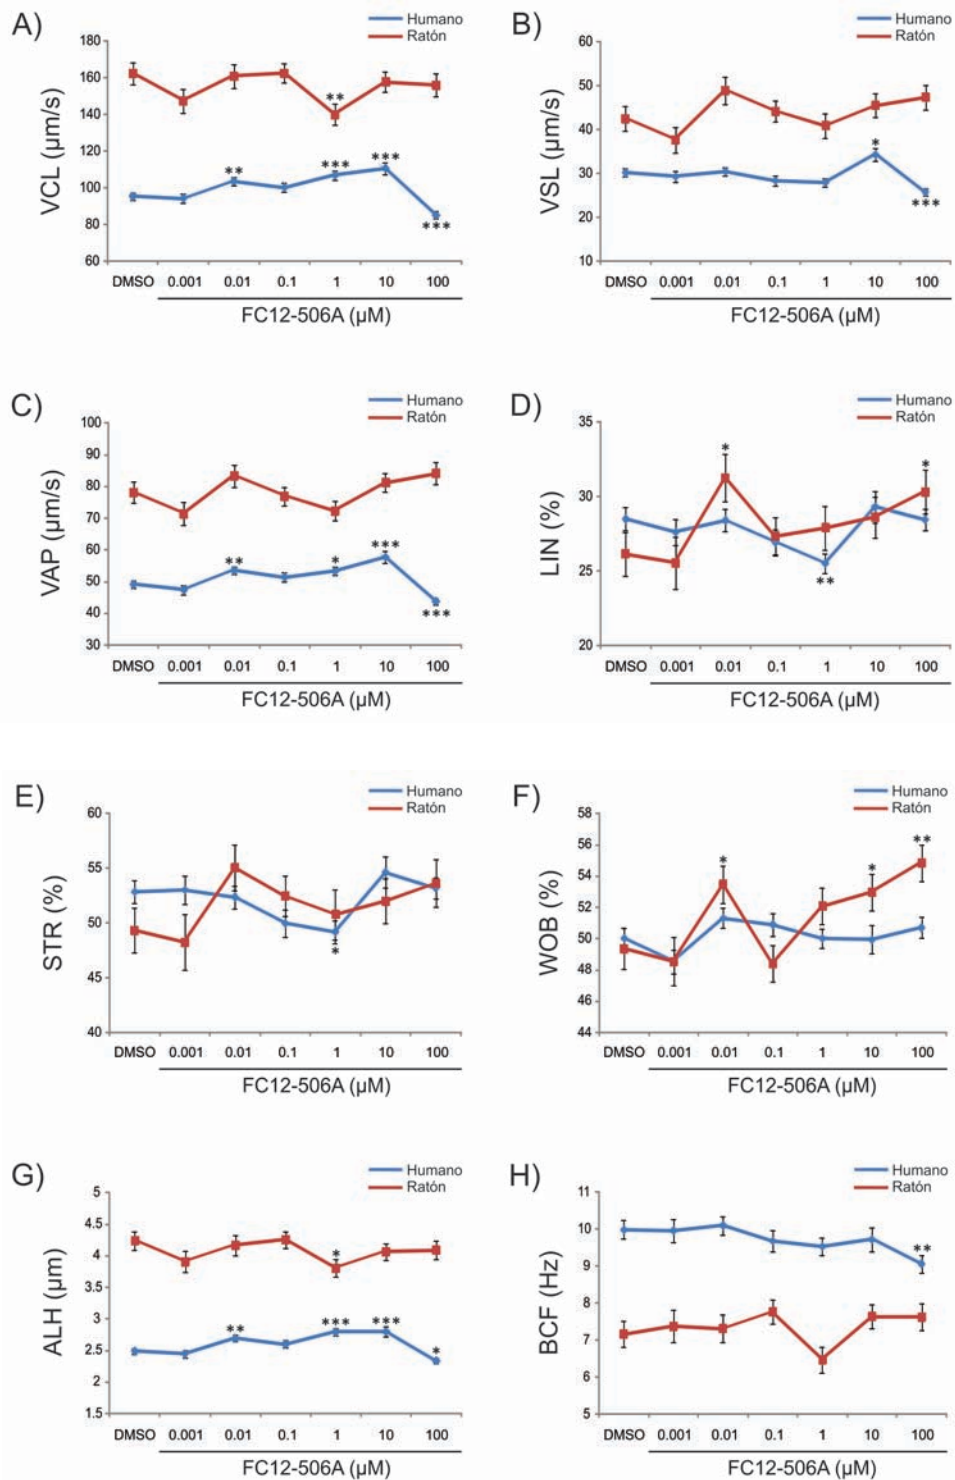 A)
Humano
Ratón
VCL (µm/s)
180
160
140
120
100
80
60
**
**
***
***
***
DMSO 0.001 0.01 0.1 1 10 100
FC12-506A (µM)
B)
Humano
Ratón
VSL (µm/s)
60
50
40
30
20
10
*
***
DMSO 0.001 0.01 0.1 1 10 100
FC12-506A (µM)
C)
Humano
Ratón
VAP (µm/s)
100
90
80
70
60
50
40
30
**
*
***
***
DMSO 0.001 0.01 0.1 1 10 100
FC12-506A (µM)
D)
Humano
Ratón
LIN (%)
35
30
25
20
*
*
**
DMSO 0.001 0.01 0.1 1 10 100
FC12-506A (µM)
E)
Humano
Ratón
STR (%)
60
55
50
45
40
*
DMSO 0.001 0.01 0.1 1 10 100
FC12-506A (µM)
F)
Humano
Ratón
WOB (%)
58
56
54
52
50
48
46
44
*
*
**
DMSO 0.001 0.01 0.1 1 10 100
FC12-506A (µM)
G)
Humano
Ratón
ALH (µm)
5
4.5
4
3.5
3
2.5
2
1.5
*
**
***
***
*
DMSO 0.001 0.01 0.1 1 10 100
FC12-506A (µM)
H)
Humano
Ratón
BCF (Hz)
11
10
9
8
7
6
5
**
DMSO 0.001 0.01 0.1 1 10 100
FC12-506A (µM)